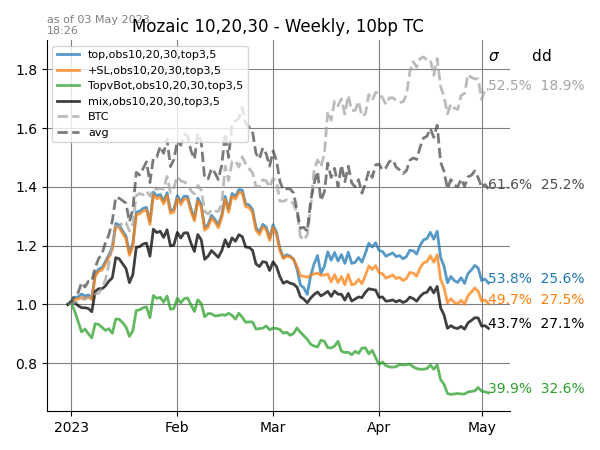 as of 03 May 2023
18:26
Mozaic 10,20,30 - Weekly, 10bp TC
σ dd
top,obs10,20,30,top3,5
+SL,obs10,20,30,top3,5
TopvBot,obs10,20,30,top3,5
mix,obs10,20,30,top3,5
BTC
avg
1.8
1.6
1.4
1.2
1.0
0.8
52.5% 18.9%
61.6% 25.2%
53.8% 25.6%
49.7% 27.5%
43.7% 27.1%
39.9% 32.6%
2023 Feb Mar Apr May